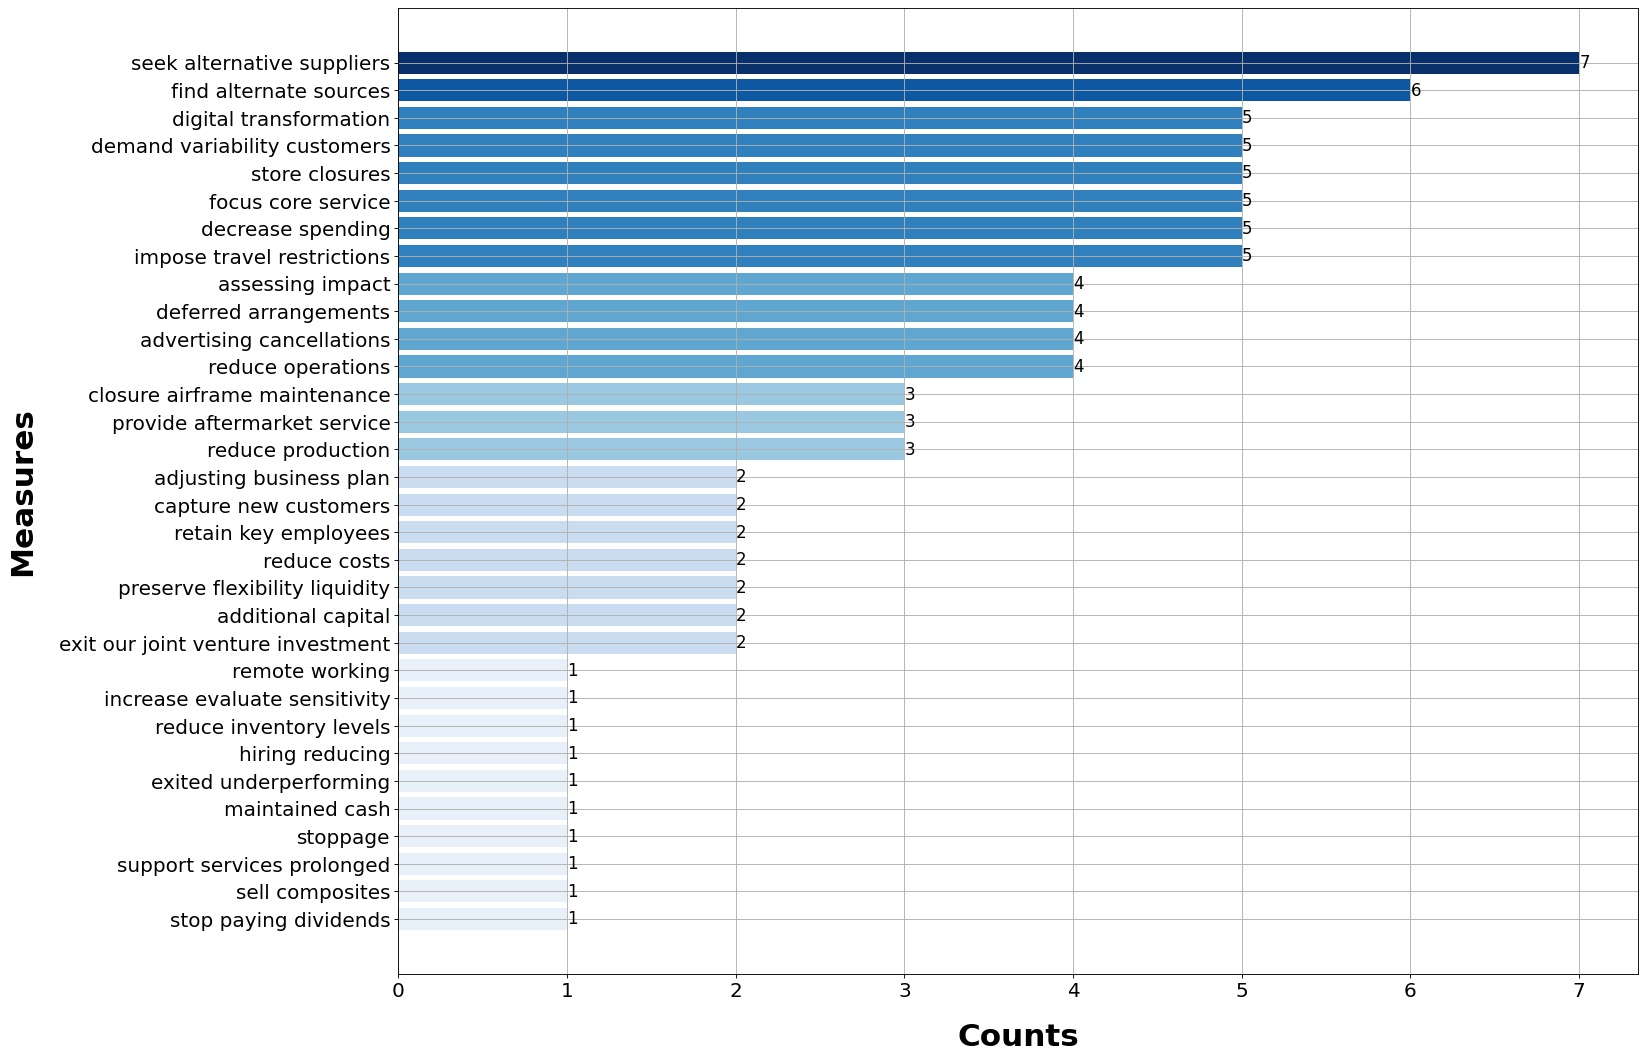 seek alternative suppliers 7
find alternate sources 6
digital transformation 5
demand variability customers 5
store closures 5
focus core service 5
decrease spending 5
impose travel restrictions 5
assessing impact 4
deferred arrangements 4
advertising cancellations 4
reduce operations 4
closure airframe maintenance 3
provide aftermarket service 3
reduce production 3
adjusting business plan 2
capture new customers 2
retain key employees 2
reduce costs 2
preserve flexibility liquidity 2
additional capital 2
exit our joint venture investment 2
remote working 1
increase evaluate sensitivity 1
reduce inventory levels 1
hiring reducing 1
exited underperforming 1
maintained cash 1
stoppage 1
support services prolonged 1
sell composites 1
stop paying dividends 1
0 1 2 3 4 5 6 7
Counts
Measures